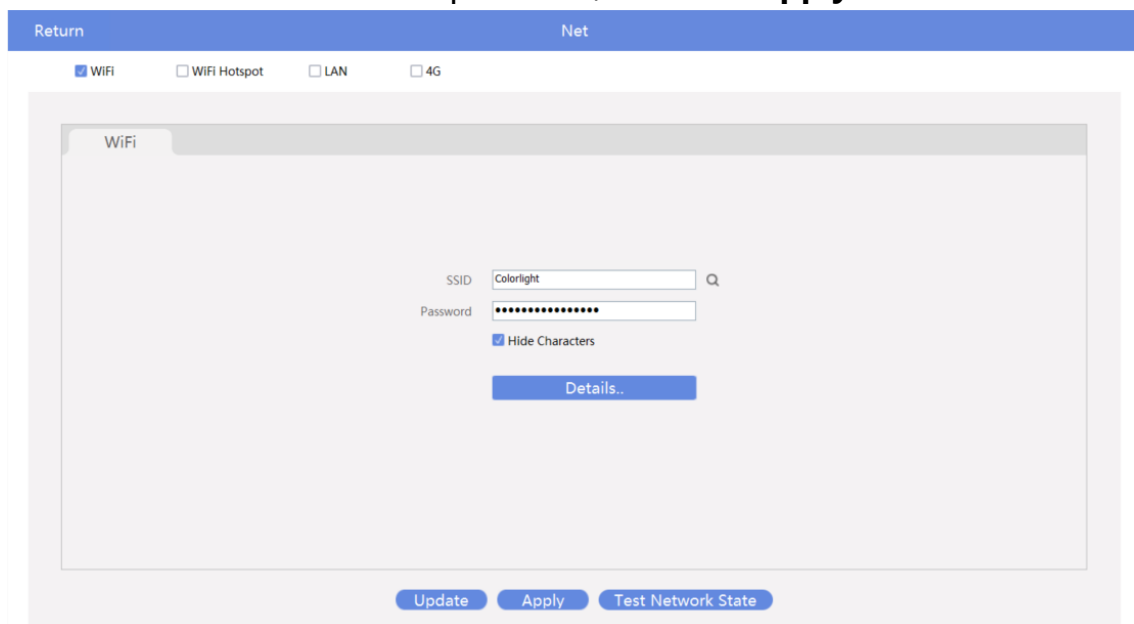 Return Net
WiFi WiFi Hotspot LAN 4G
WiFi
SSID Colorlight
Password ••••••••••••••••
Hide Characters
Details..
Update Apply Test Network State